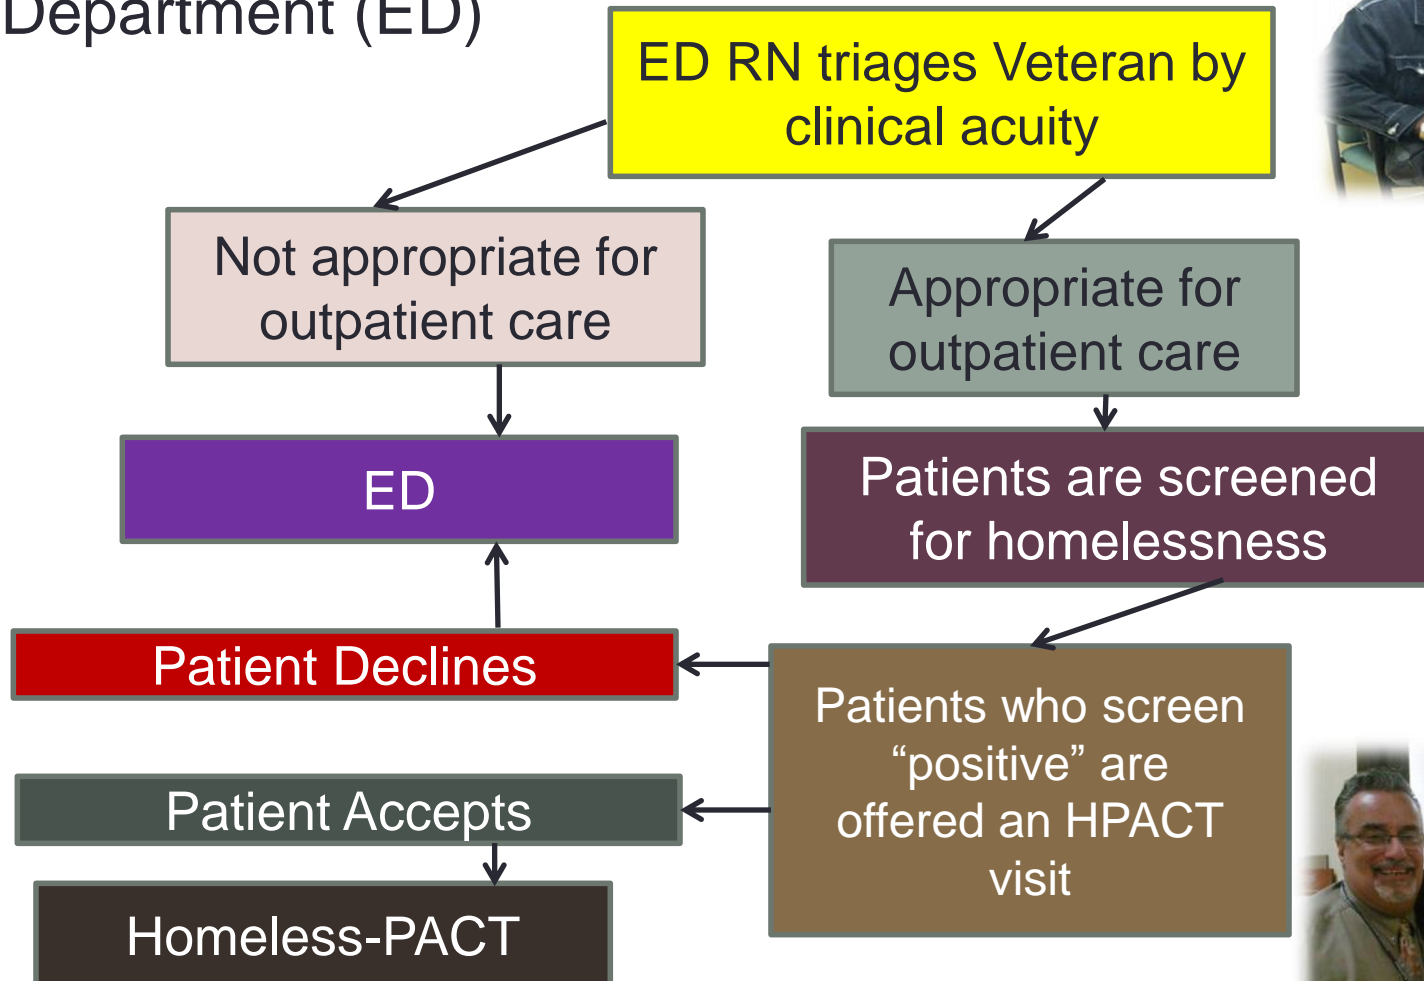 Department (ED)
ED RN triages Veteran by
clinical acuity
Not appropriate for
outpatient care
Appropriate for
outpatient care
ED
Patients are screened
for homelessness
Patient Declines
Patients who screen
“positive” are
offered an HPACT
visit
Patient Accepts
Homeless-PACT